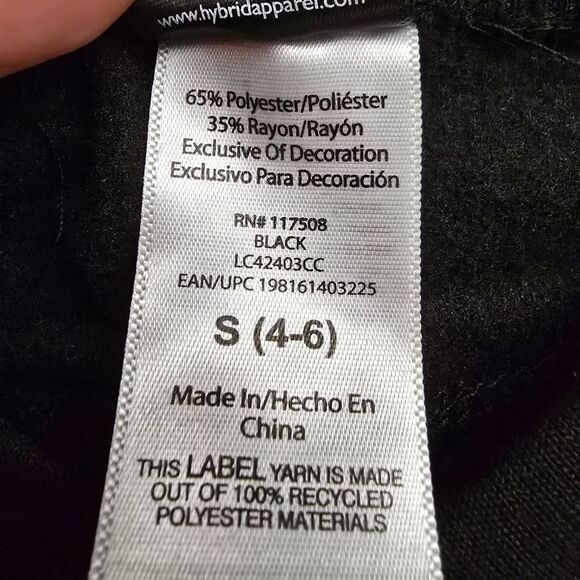 www.hybridapparel.com
65% Polyester/Poliéster
35% Rayon/Rayón
Exclusive Of Decoration
Exclusivo Para Decoración
RN# 117508
BLACK
LC42403CC
EAN/UPC 198161403225
S (4-6)
Made In/Hecho En
China
THIS LABEL YARN IS MADE
OUT OF 100% RECYCLED
POLYESTER MATERIALS